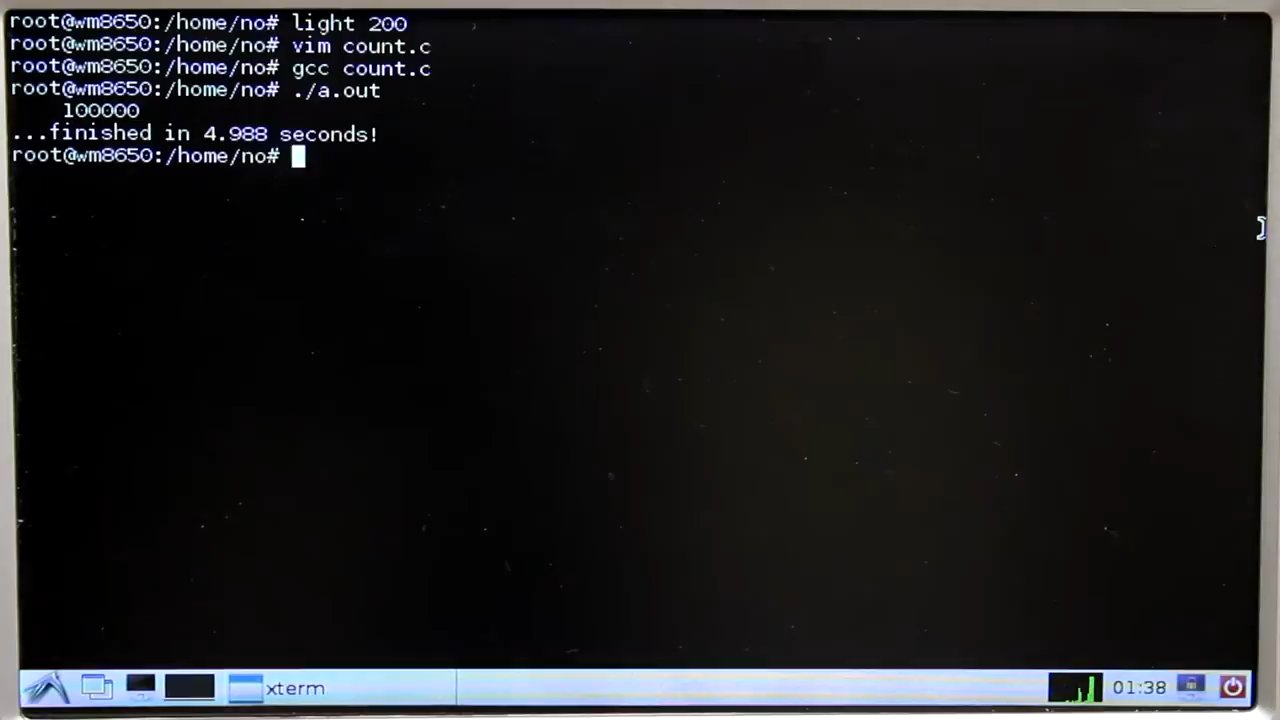 root@wm8650:/home/no# light 200
root@wm8650:/home/no# vim count.c
root@wm8650:/home/no# gcc count.c
root@wm8650:/home/no# ./a.out
100000
...finished in 4.988 seconds!
root@wm8650:/home/no#
xterm
01:38